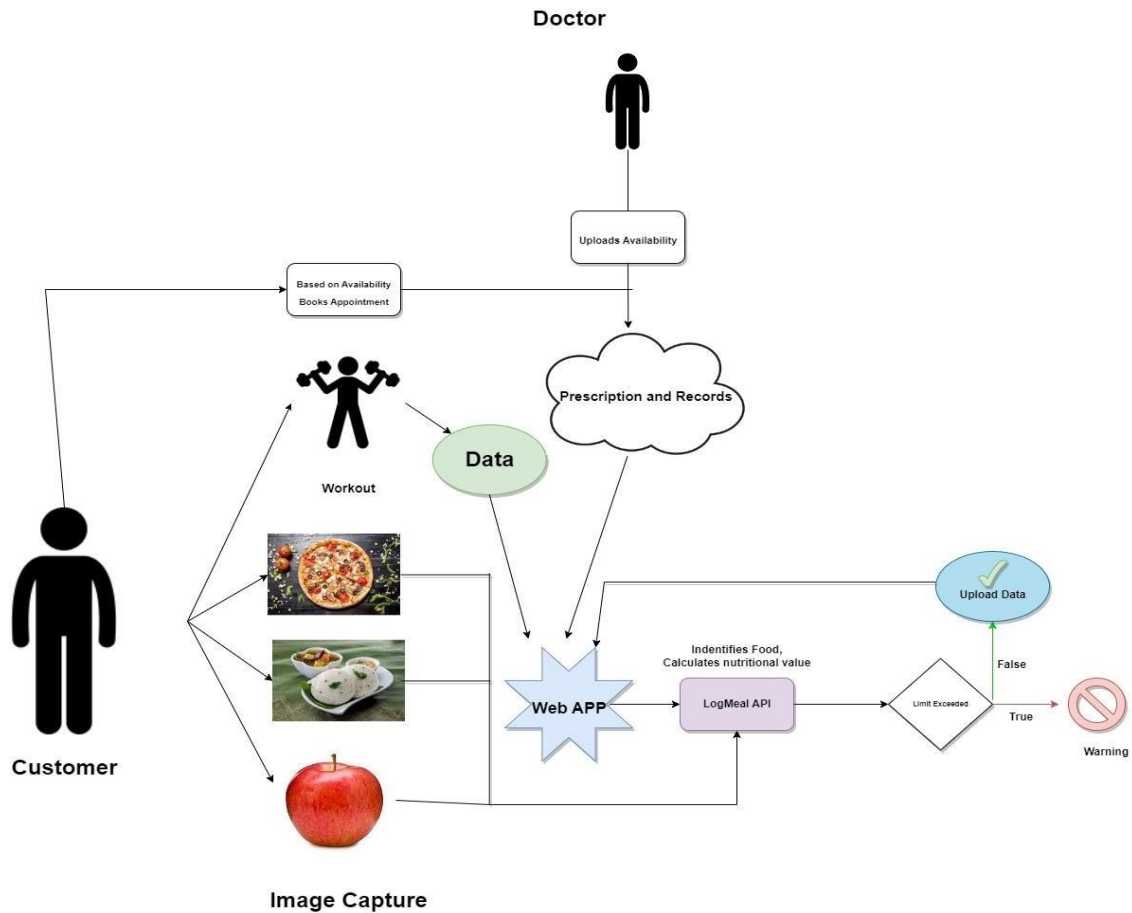 Doctor
Uploads Availability
Based on Availability
Books Appointment
Prescription and Records
Data
Workout
Upload Data
Indentifies Food,
Calculates nutritional value
False
Web APP
LogMeal API
Limit Exceeded
True
Warning
Customer
Image Capture